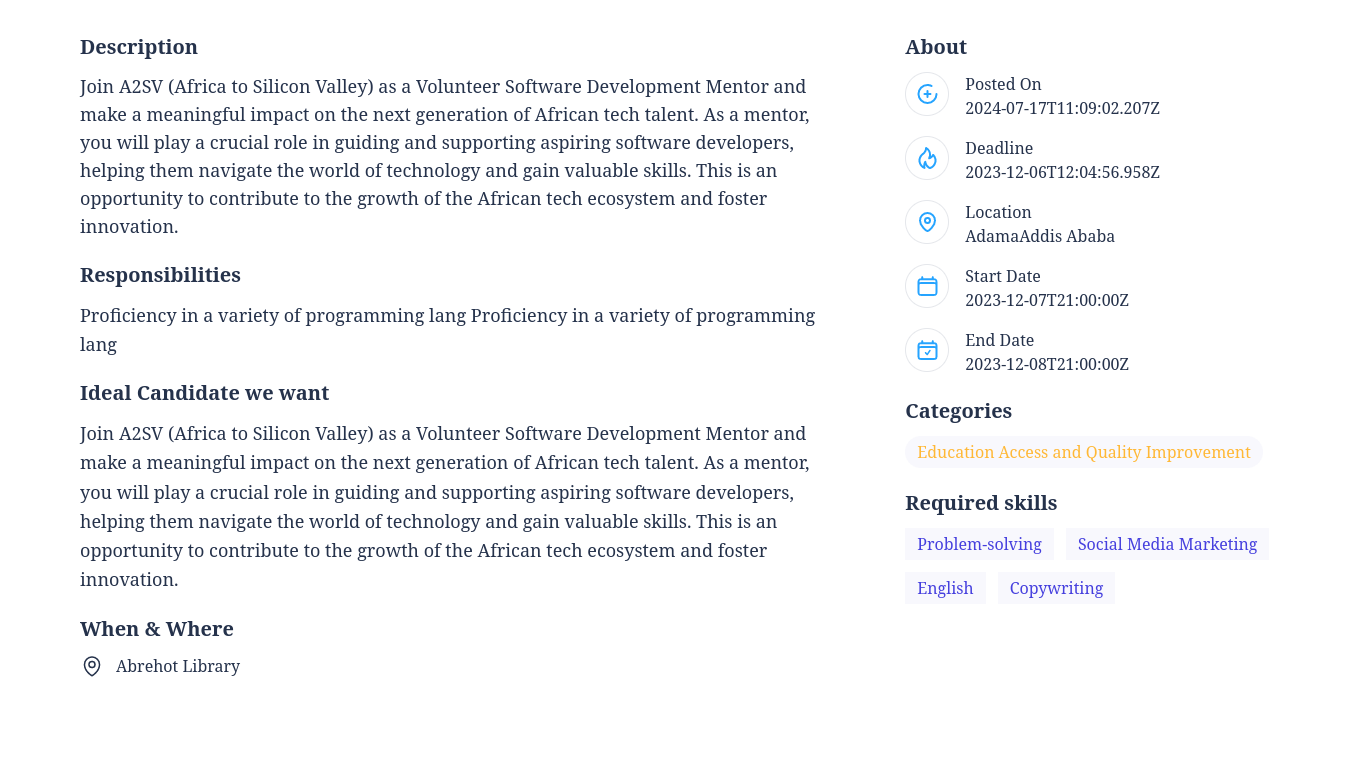 Description
Join A2SV (Africa to Silicon Valley) as a Volunteer Software Development Mentor and
make a meaningful impact on the next generation of African tech talent. As a mentor,
you will play a crucial role in guiding and supporting aspiring software developers,
helping them navigate the world of technology and gain valuable skills. This is an
opportunity to contribute to the growth of the African tech ecosystem and foster
innovation.
Responsibilities
Proficiency in a variety of programming lang Proficiency in a variety of programming
lang
Ideal Candidate we want
Join A2SV (Africa to Silicon Valley) as a Volunteer Software Development Mentor and
make a meaningful impact on the next generation of African tech talent. As a mentor,
you will play a crucial role in guiding and supporting aspiring software developers,
helping them navigate the world of technology and gain valuable skills. This is an
opportunity to contribute to the growth of the African tech ecosystem and foster
innovation.
When & Where
Abrehot Library
About
Posted On
2024-07-17T11:09:02.207Z
Deadline
2023-12-06T12:04:56.958Z
Location
AdamaAddis Ababa
Start Date
2023-12-07T21:00:00Z
End Date
2023-12-08T21:00:00Z
Categories
Education Access and Quality Improvement
Required skills
Problem-solving Social Media Marketing
English Copywriting